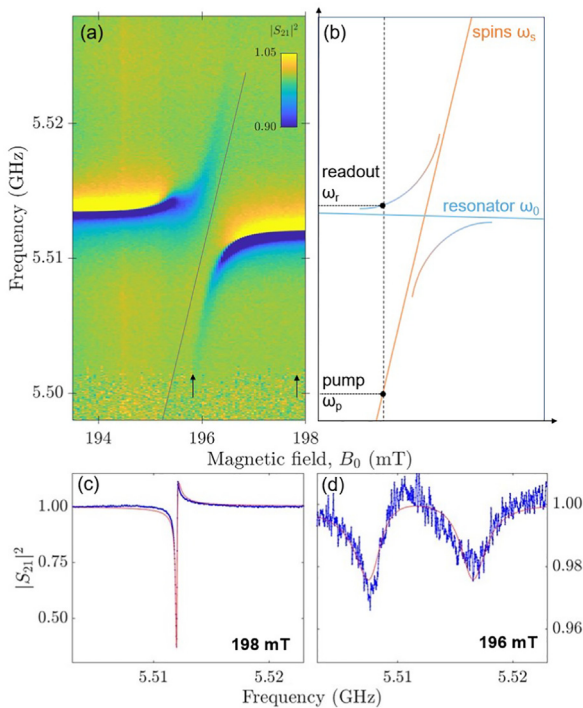 (a)
|S₂₁|²
1.05
0.90
5.52
5.51
5.50
Frequency (GHz)
194
196
198
Magnetic field, B₀ (mT)
(b)
spins ωₛ
readout
ωᵣ
resonator ω₀
pump
ωₚ
(c)
1.00
0.75
0.50
|S₂₁|²
198 mT
5.51
5.52
(d)
1.00
0.98
0.96
196 mT
5.51
5.52
Frequency (GHz)